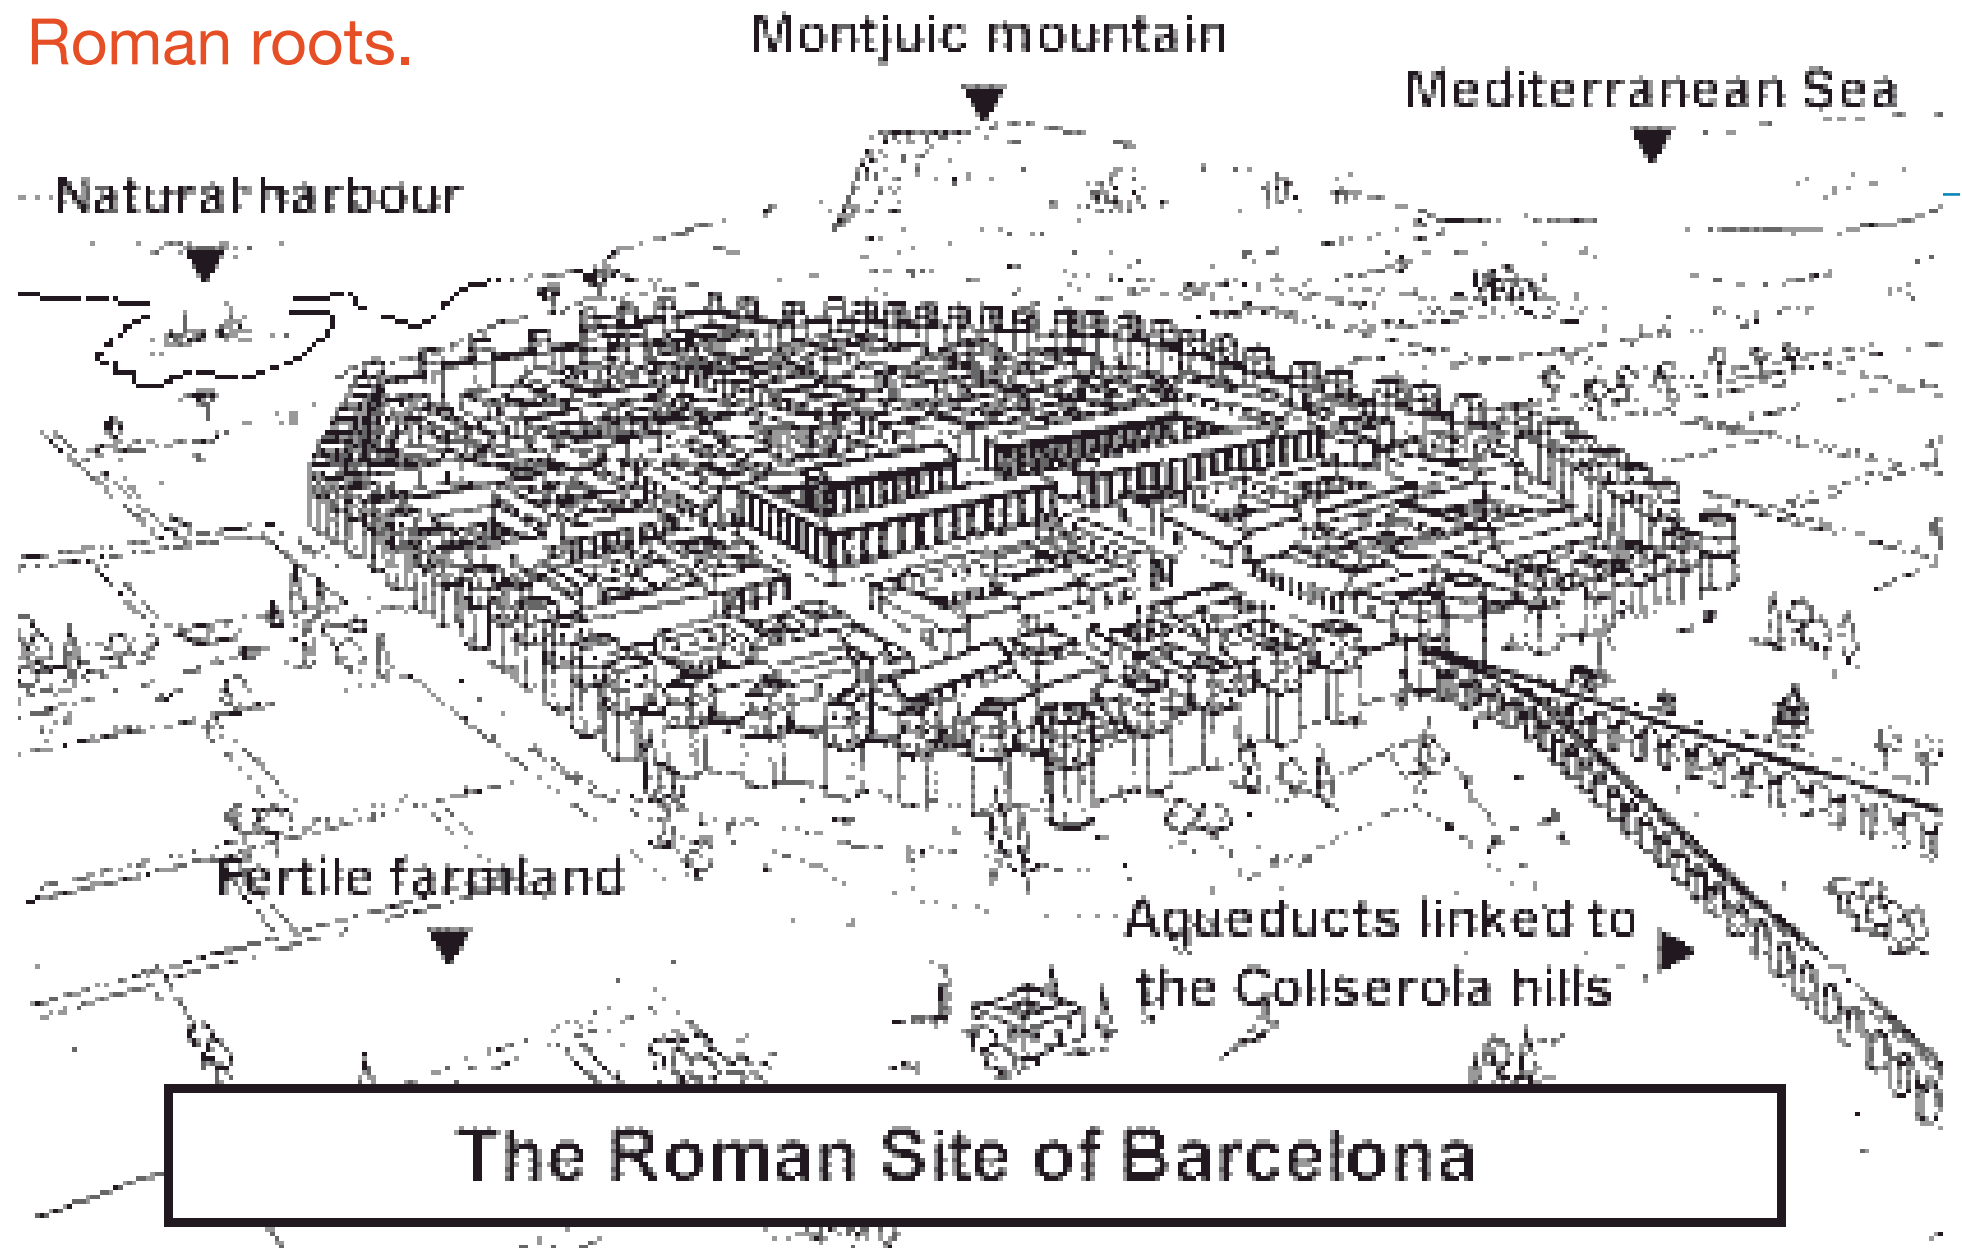 Roman roots.
Montjuic mountain
Mediterranean Sea
Natural harbour
Fertile farmland
Aqueducts linked to
the Collserola hills
The Roman Site of Barcelona